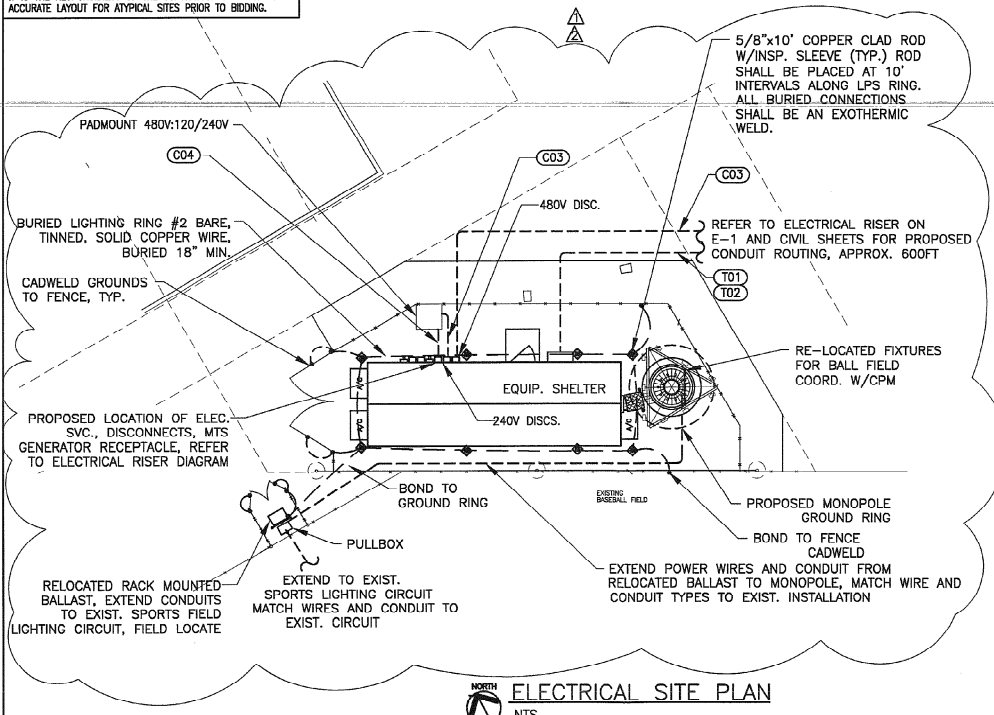 ACCURATE LAYOUT FOR ATYPICAL SITES PRIOR TO BIDDING.
1
2
5/8"x10' COPPER CLAD ROD
W/INSP. SLEEVE (TYP.) ROD
SHALL BE PLACED AT 10'
INTERVALS ALONG LPS RING.
ALL BURIED CONNECTIONS
SHALL BE AN EXOTHERMIC
WELD.
PADMOUNT 480V:120/240V
C04
C03
C03
480V DISC.
BURIED LIGHTING RING #2 BARE,
TINNED. SOLID COPPER WIRE.
BURIED 18" MIN.
REFER TO ELECTRICAL RISER ON
E-1 AND CIVIL SHEETS FOR PROPOSED
CONDUIT ROUTING, APPROX. 600FT
T01
T02
CADWELD GROUNDS
TO FENCE, TYP.
RE-LOCATED FIXTURES
FOR BALL FIELD
COORD. W/CPM
A/C
A/C
A/C
EQUIP. SHELTER
240V DISCS.
PROPOSED LOCATION OF ELEC.
SVC., DISCONNECTS, MTS
GENERATOR RECEPTACLE, REFER
TO ELECTRICAL RISER DIAGRAM
BOND TO
GROUND RING
EXISTING
BASEBALL FIELD
PROPOSED MONOPOLE
GROUND RING
PULLBOX
BOND TO FENCE
CADWELD
EXTEND POWER WIRES AND CONDUIT FROM
RELOCATED BALLAST TO MONOPOLE, MATCH WIRE AND
CONDUIT TYPES TO EXIST. INSTALLATION
RELOCATED RACK MOUNTED
BALLAST, EXTEND CONDUITS
TO EXIST. SPORTS FIELD
LIGHTING CIRCUIT, FIELD LOCATE
EXTEND TO EXIST.
SPORTS LIGHTING CIRCUIT
MATCH WIRES AND CONDUIT TO
EXIST. CIRCUIT
NORTH
ELECTRICAL SITE PLAN
NTS